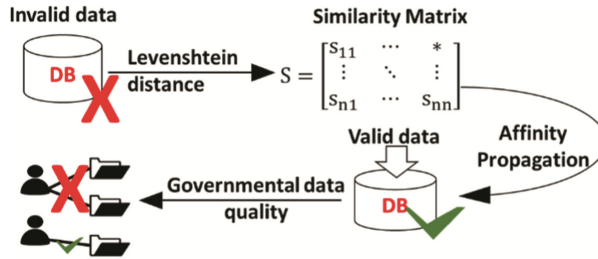 Invalid data
DB
Levenshtein
distance
Similarity Matrix
S = [s11 ⋯ *
⋮ ⋱ ⋮
sn1 ⋯ snn]
Valid data
Affinity
Propagation
DB
Governmental data
quality